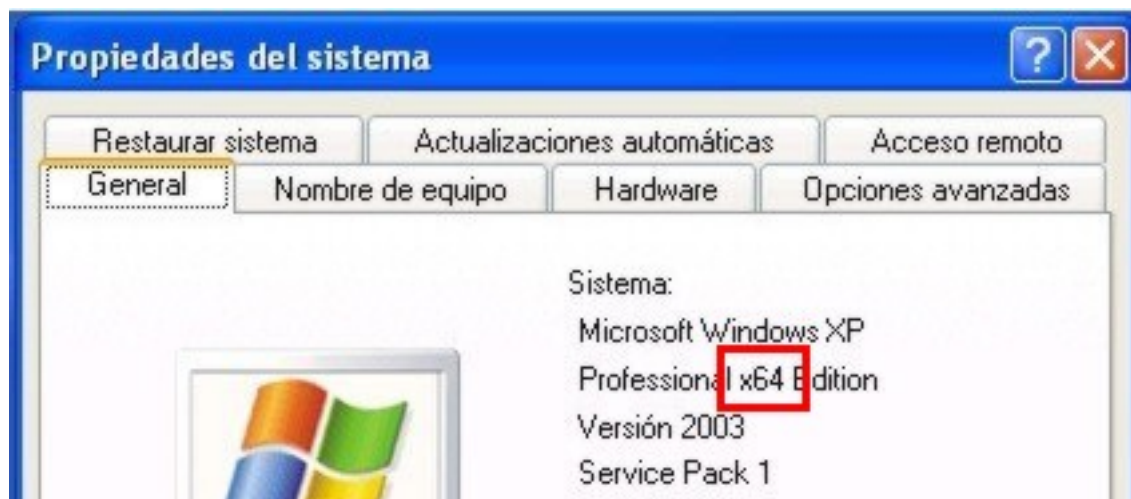 Propiedades del sistema
Restaurar sistema Actualizaciones automáticas Acceso remoto
General Nombre de equipo Hardware Opciones avanzadas
Sistema:
Microsoft Windows XP
Professional x64 Edition
Versión 2003
Service Pack 1